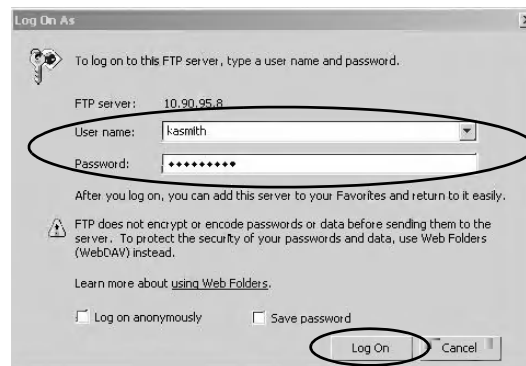 Log On As
To log on to this FTP server, type a user name and password.
FTP server: 10.90.95.8
User name: kasmith
Password:
After you log on, you can add this server to your Favorites and return to it easily.
FTP does not encrypt or encode passwords or data before sending them to the
server. To protect the security of your passwords and data, use Web Folders
(WebDAV) instead.
Learn more about using Web Folders.
Log on anonymously Save password
Log On Cancel